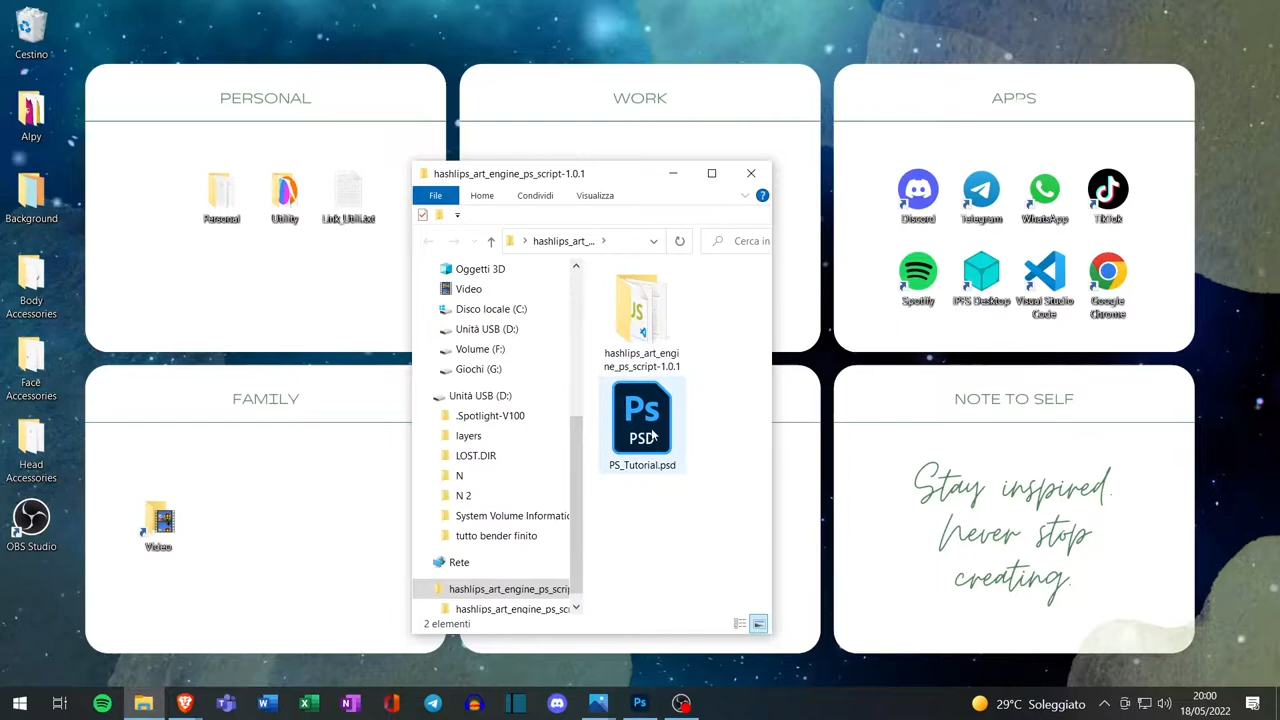 Cestino
Alpy
Background
Body
Accessories
Face
Accessories
Head
Accessories
OBS Studio
PERSONAL
Personal
Utility
Link_Utili.txt
WORK
APPS
Discord
Telegram
WhatsApp
TikTok
Spotify
IPFS Desktop
Visual Studio
Code
Google
Chrome
FAMILY
Video
NOTE TO SELF
Stay inspired.
Never stop
creating.
hashlips_art_engine_ps_script-1.0.1
File
Home
Condividi
Visualizza
hashlips_art_...
Cerca in
Oggetti 3D
Video
Disco locale (C:)
Unità USB (D:)
Volume (F:)
Giochi (G:)
Unità USB (D:)
.Spotlight-V100
layers
LOST.DIR
N
N 2
System Volume Informatic
tutto bender finito
Rete
hashlips_art_engine_ps_scrip
hashlips_art_engine_ps_sc
JS
hashlips_art_engi
ne_ps_script-1.0.1
Ps
PSD
PS_Tutorial.psd
2 elementi
29°C Soleggiato
20:00
18/05/2022